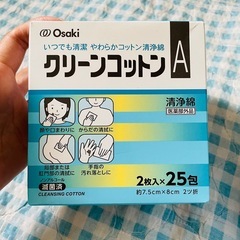 Osaki
いつでも清潔 やわらかコットン清浄綿
クリーンコットン A
清浄綿
医薬部外品
目や口まわりに
からだの清拭に
陰部または
肛門部の清拭に
手指の
汚れ落としに
ノンアルコール
滅菌済
CLEANSING COTTON
2枚入×25包
約7.5cm×8cm 2ツ折